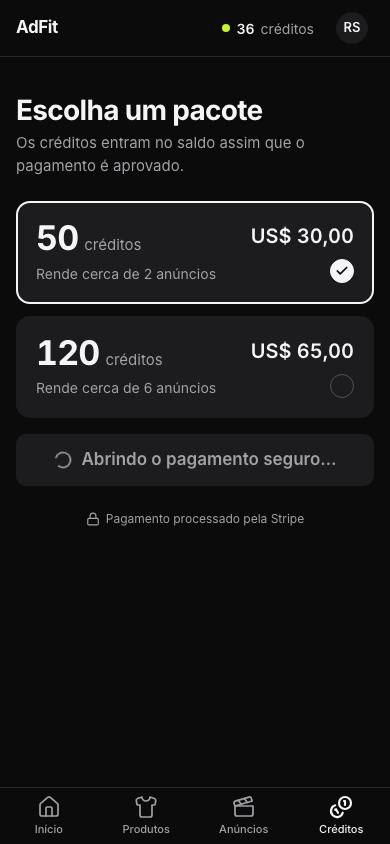 AdFit
36 créditos
RS
Escolha um pacote
Os créditos entram no saldo assim que o
pagamento é aprovado.
50 créditos
US$ 30,00
Rende cerca de 2 anúncios
120 créditos
US$ 65,00
Rende cerca de 6 anúncios
Abrindo o pagamento seguro...
Pagamento processado pela Stripe
Início
Produtos
Anúncios
Créditos